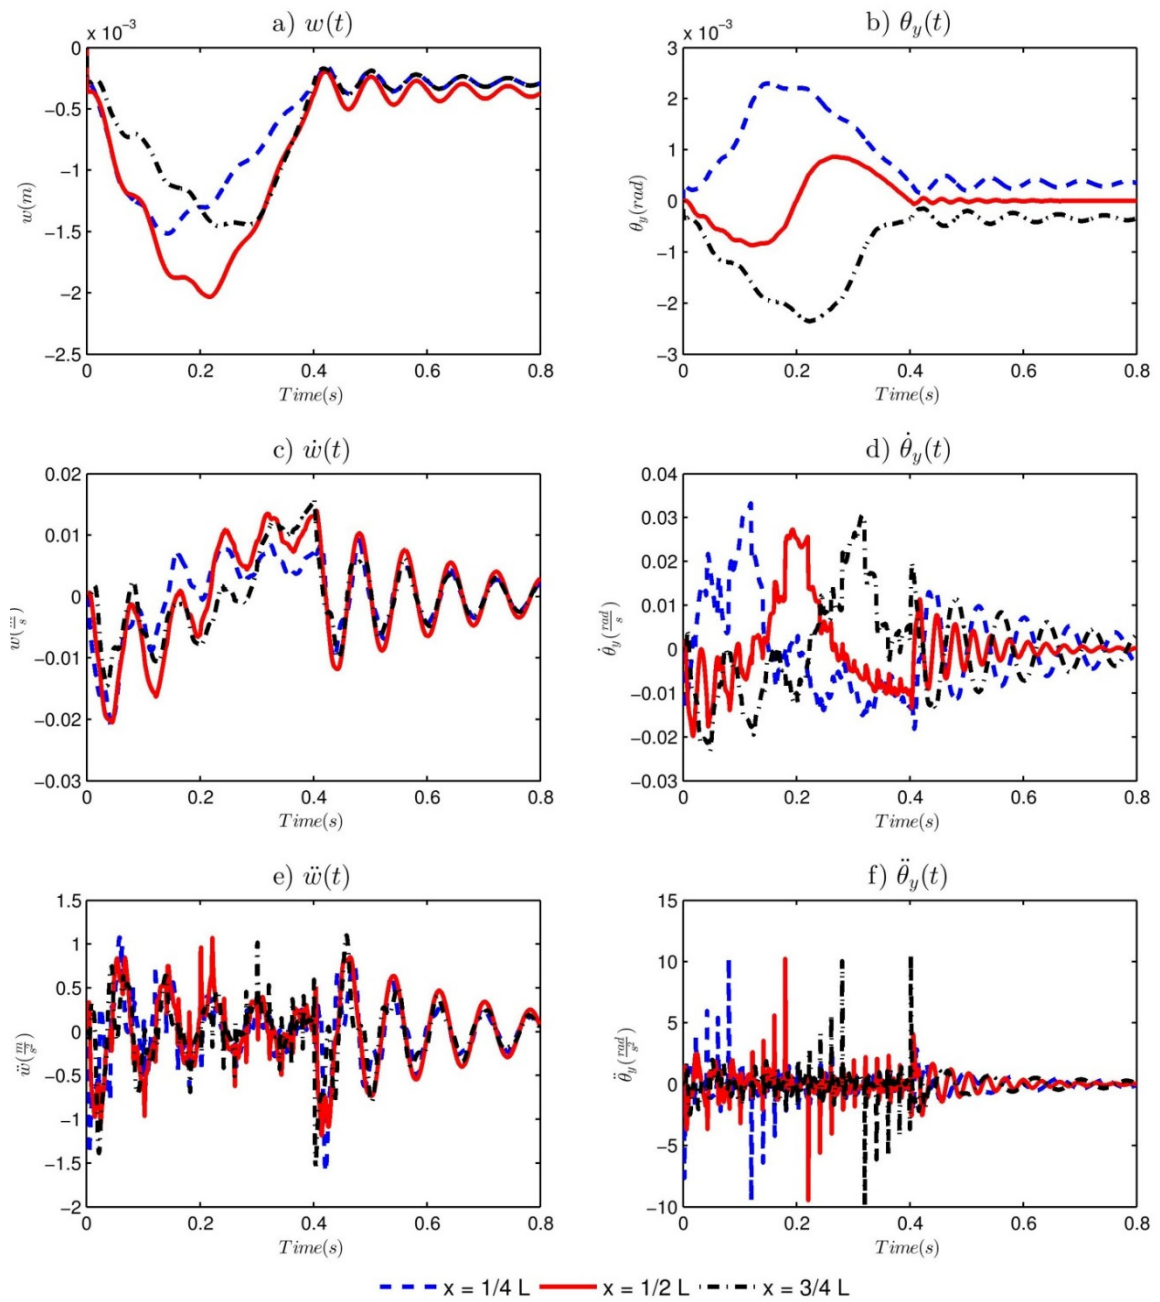 a) w(t)
x 10⁻³
0
−0.5
−1
−1.5
−2
−2.5
w(m)
0 0.2 0.4 0.6 0.8
Time(s)
b) θ_y(t)
x 10⁻³
3
2
1
0
−1
−2
−3
θ_y(rad)
0 0.2 0.4 0.6 0.8
Time(s)
c) ẇ(t)
0.02
0.01
0
−0.01
−0.02
−0.03
0 0.2 0.4 0.6 0.8
Time(s)
d) θ̇_y(t)
0.04
0.03
0.02
0.01
0
−0.01
−0.02
−0.03
θ̇_y(rad/s)
0 0.2 0.4 0.6 0.8
Time(s)
e) ẅ(t)
1.5
1
0.5
0
−0.5
−1
−1.5
−2
ẅ(m/s²)
0 0.2 0.4 0.6 0.8
Time(s)
f) θ̈_y(t)
15
10
5
0
−5
−10
θ̈_y(rad/s²)
0 0.2 0.4 0.6 0.8
Time(s)
x = 1/4 L x = 1/2 L x = 3/4 L